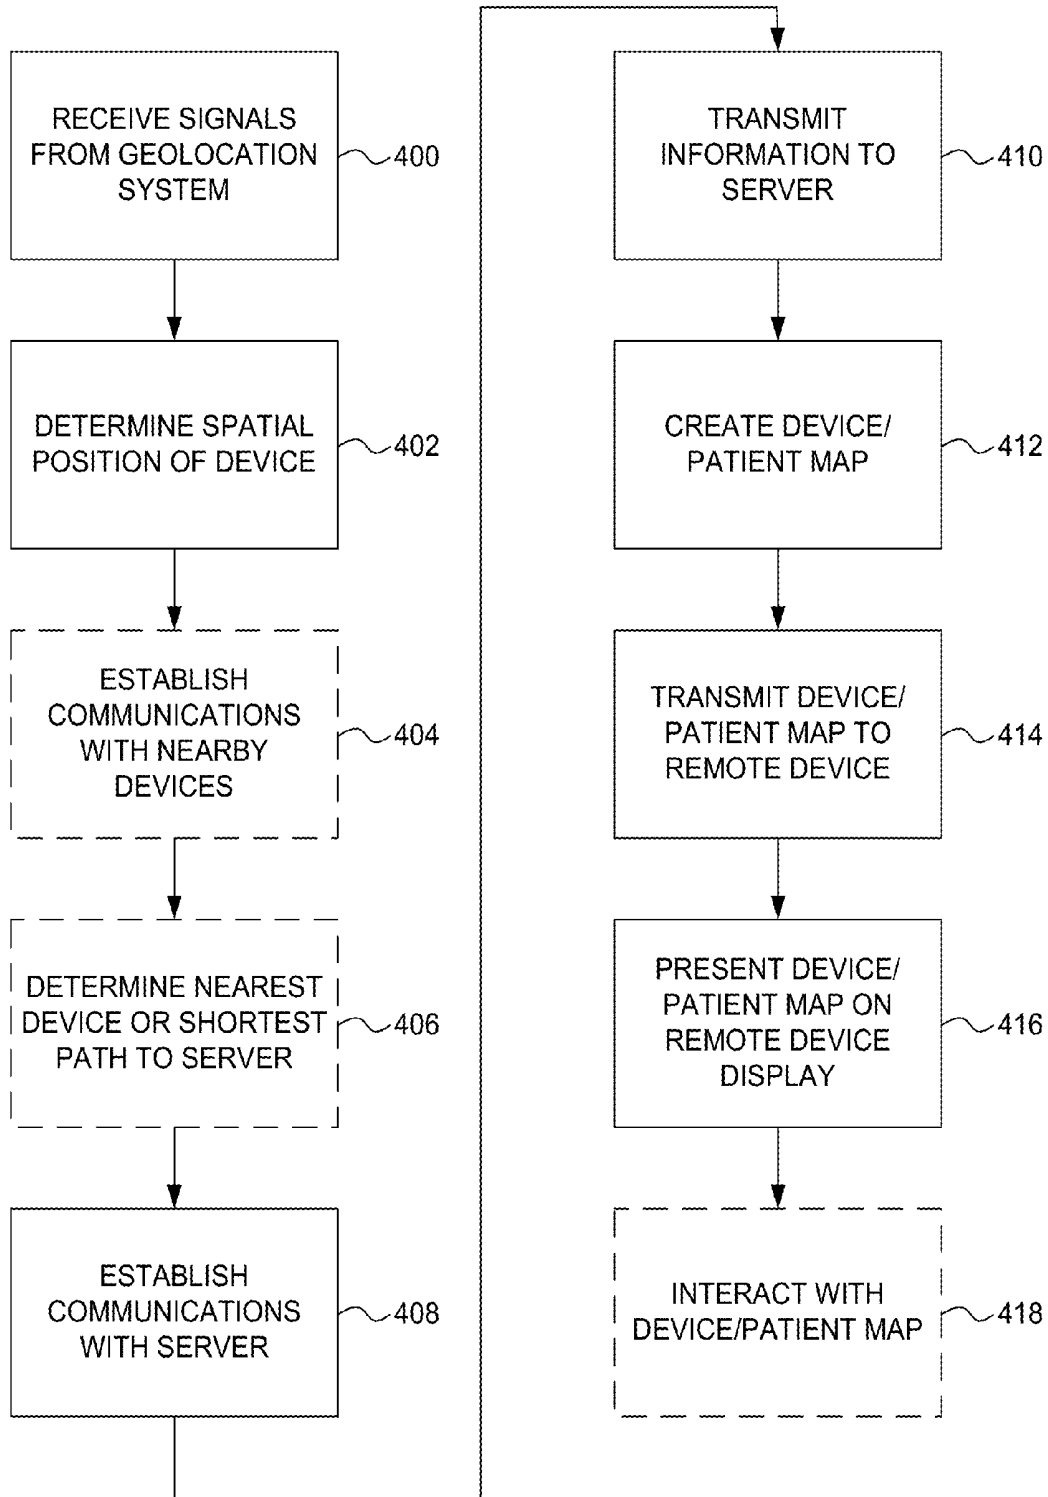 RECEIVE SIGNALS
FROM GEOLOCATION
SYSTEM
400
DETERMINE SPATIAL
POSITION OF DEVICE
402
ESTABLISH
COMMUNICATIONS
WITH NEARBY
DEVICES
404
DETERMINE NEAREST
DEVICE OR SHORTEST
PATH TO SERVER
406
ESTABLISH
COMMUNICATIONS
WITH SERVER
408
TRANSMIT
INFORMATION TO
SERVER
410
CREATE DEVICE/
PATIENT MAP
412
TRANSMIT DEVICE/
PATIENT MAP TO
REMOTE DEVICE
414
PRESENT DEVICE/
PATIENT MAP ON
REMOTE DEVICE
DISPLAY
416
INTERACT WITH
DEVICE/PATIENT MAP
418